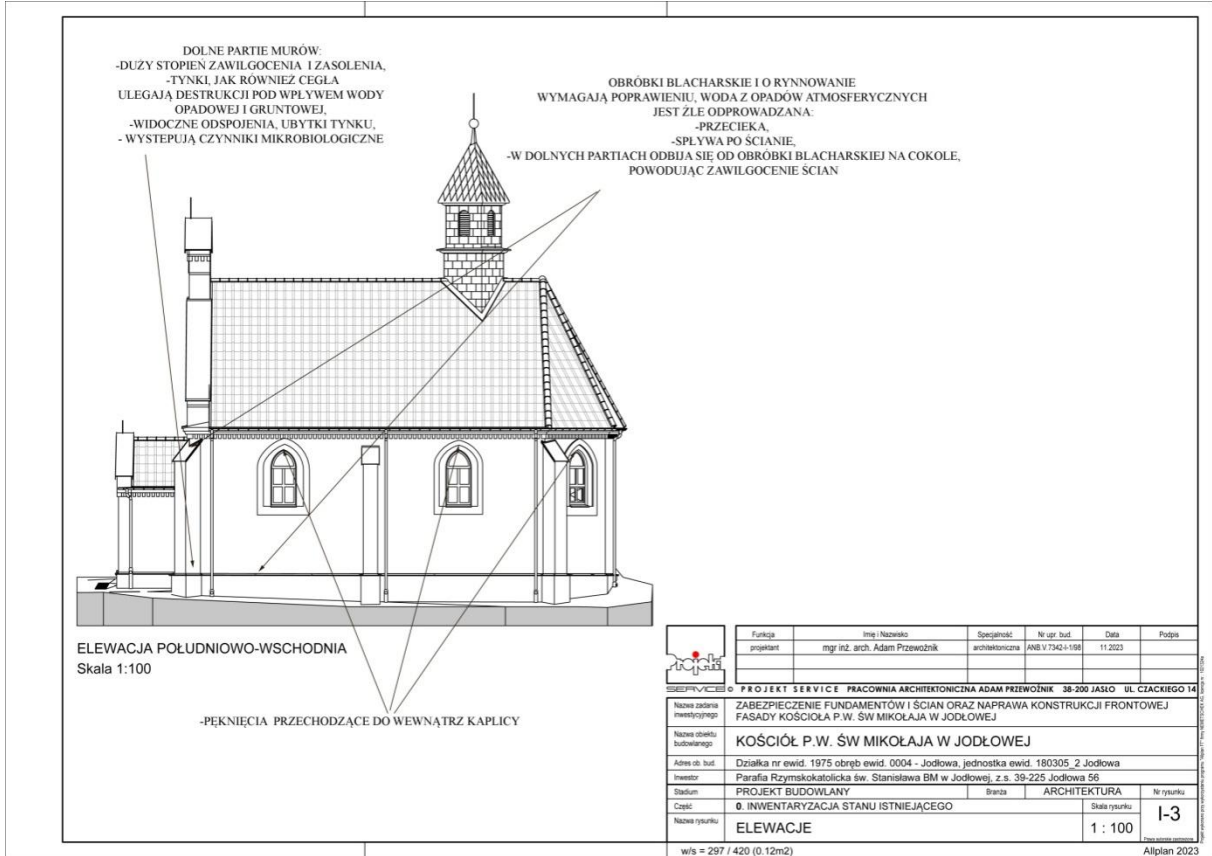 DOLNE PARTIE MURÓW:
-DUŻY STOPIEŃ ZAWILGOCENIA I ZASOLENIA,
-TYNKI, JAK RÓWNIEŻ CEGŁA
ULEGAJĄ DESTRUKCJI POD WPŁYWEM WODY
OPADOWEJ I GRUNTOWEJ,
-WIDOCZNE ODSPOJENIA, UBYTKI TYNKU,
- WYSTEPUJĄ CZYNNIKI MIKROBIOLOGICZNE
OBRÓBKI BLACHARSKIE I O RYNNOWANIE
WYMAGAJĄ POPRAWIENIU, WODA Z OPADÓW ATMOSFERYCZNYCH
JEST ŹLE ODPROWADZANA:
-PRZECIEKA,
-SPŁYWA PO ŚCIANIE,
-W DOLNYCH PARTIACH ODBIJA SIĘ OD OBRÓBKI BLACHARSKIEJ NA COKOLE,
POWODUJĄC ZAWILGOCENIE ŚCIAN
ELEWACJA POŁUDNIOWO-WSCHODNIA
Skala 1:100
-PĘKNIĘCIA PRZECHODZĄCE DO WEWNĄTRZ KAPLICY
Funkcja Imię i Nazwisko Specjalność Nr upr. bud. Data Podpis
projektant mgr inż. arch. Adam Przewoźnik architektoniczna ANB.V.7342-I-1/98 11.2023
projekt
SERVICE © PROJEKT SERVICE PRACOWNIA ARCHITEKTONICZNA ADAM PRZEWOŹNIK 38-200 JASŁO UL. CZACKIEGO 14
Nazwa zadania inwestycyjnego ZABEZPIECZENIE FUNDAMENTÓW I ŚCIAN ORAZ NAPRAWA KONSTRUKCJI FRONTOWEJ
FASADY KOŚCIOŁA P.W. ŚW MIKOŁAJA W JODŁOWEJ
Nazwa obiektu budowlanego KOŚCIÓŁ P.W. ŚW MIKOŁAJA W JODŁOWEJ
Adres ob. bud. Działka nr ewid. 1975 obręb ewid. 0004 - Jodłowa, jednostka ewid. 180305_2 Jodłowa
Inwestor Parafia Rzymskokatolicka św. Stanisława BM w Jodłowej, z.s. 39-225 Jodłowa 56
Stadium PROJEKT BUDOWLANY Branża ARCHITEKTURA Nr rysunku
Część 0. INWENTARYZACJA STANU ISTNIEJĄCEGO Skala rysunku I-3
Nazwa rysunku ELEWACJE 1 : 100
w/s = 297 / 420 (0.12m2) Allplan 2023